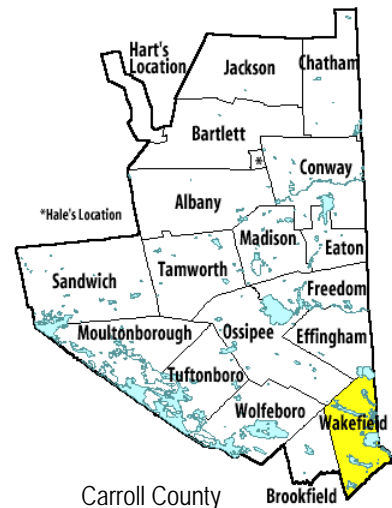 Hart's
Location
Jackson
Chatham
Bartlett
*
Conway
Albany
*Hale's Location
Madison
Eaton
Sandwich
Tamworth
Freedom
Moultonborough
Ossipee
Effingham
Tuftonboro
Wolfeboro
Wakefield
Carroll County
Brookfield